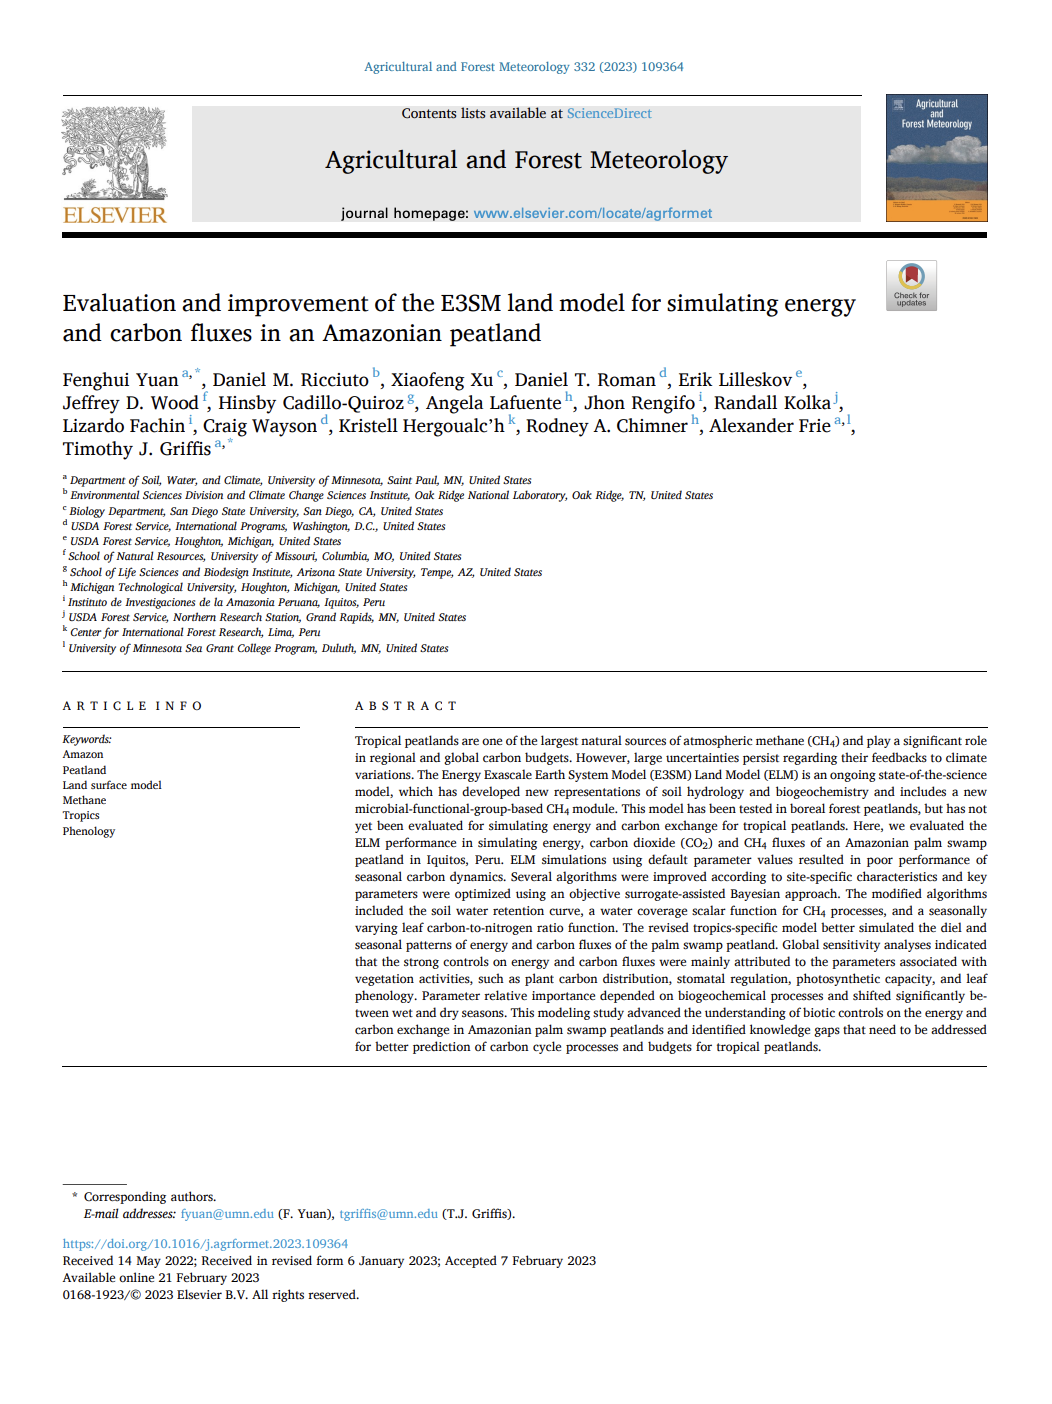 Agricultural and Forest Meteorology 332 (2023) 109364
Contents lists available at ScienceDirect
Agricultural and Forest Meteorology
journal homepage: www.elsevier.com/locate/agrformet
ELSEVIER
Agricultural
and
Forest Meteorology
Check for
updates
Evaluation and improvement of the E3SM land model for simulating energy
and carbon fluxes in an Amazonian peatland
Fenghui Yuan a,*, Daniel M. Ricciuto b, Xiaofeng Xu c, Daniel T. Roman d, Erik Lilleskov e,
Jeffrey D. Wood f, Hinsby Cadillo-Quiroz g, Angela Lafuente h, Jhon Rengifo i, Randall Kolka j,
Lizardo Fachin i, Craig Wayson d, Kristell Hergoualc'h k, Rodney A. Chimner h, Alexander Frie a,l,
Timothy J. Griffis a,*
a Department of Soil, Water, and Climate, University of Minnesota, Saint Paul, MN, United States
b Environmental Sciences Division and Climate Change Sciences Institute, Oak Ridge National Laboratory, Oak Ridge, TN, United States
c Biology Department, San Diego State University, San Diego, CA, United States
d USDA Forest Service, International Programs, Washington, D.C., United States
e USDA Forest Service, Houghton, Michigan, United States
f School of Natural Resources, University of Missouri, Columbia, MO, United States
g School of Life Sciences and Biodesign Institute, Arizona State University, Tempe, AZ, United States
h Michigan Technological University, Houghton, Michigan, United States
i Instituto de Investigaciones de la Amazonia Peruana, Iquitos, Peru
j USDA Forest Service, Northern Research Station, Grand Rapids, MN, United States
k Center for International Forest Research, Lima, Peru
l University of Minnesota Sea Grant College Program, Duluth, MN, United States
ARTICLE INFO
Keywords:
Amazon
Peatland
Land surface model
Methane
Tropics
Phenology
ABSTRACT
Tropical peatlands are one of the largest natural sources of atmospheric methane (CH4) and play a significant role
in regional and global carbon budgets. However, large uncertainties persist regarding their feedbacks to climate
variations. The Energy Exascale Earth System Model (E3SM) Land Model (ELM) is an ongoing state-of-the-science
model, which has developed new representations of soil hydrology and biogeochemistry and includes a new
microbial-functional-group-based CH4 module. This model has been tested in boreal forest peatlands, but has not
yet been evaluated for simulating energy and carbon exchange for tropical peatlands. Here, we evaluated the
ELM performance in simulating energy, carbon dioxide (CO2) and CH4 fluxes of an Amazonian palm swamp
peatland in Iquitos, Peru. ELM simulations using default parameter values resulted in poor performance of
seasonal carbon dynamics. Several algorithms were improved according to site-specific characteristics and key
parameters were optimized using an objective surrogate-assisted Bayesian approach. The modified algorithms
included the soil water retention curve, a water coverage scalar function for CH4 processes, and a seasonally
varying leaf carbon-to-nitrogen ratio function. The revised tropics-specific model better simulated the diel and
seasonal patterns of energy and carbon fluxes of the palm swamp peatland. Global sensitivity analyses indicated
that the strong controls on energy and carbon fluxes were mainly attributed to the parameters associated with
vegetation activities, such as plant carbon distribution, stomatal regulation, photosynthetic capacity, and leaf
phenology. Parameter relative importance depended on biogeochemical processes and shifted significantly be-
tween wet and dry seasons. This modeling study advanced the understanding of biotic controls on the energy and
carbon exchange in Amazonian palm swamp peatlands and identified knowledge gaps that need to be addressed
for better prediction of carbon cycle processes and budgets for tropical peatlands.
* Corresponding authors.
E-mail addresses: fyuan@umn.edu (F. Yuan), tgriffis@umn.edu (T.J. Griffis).
https://doi.org/10.1016/j.agrformet.2023.109364
Received 14 May 2022; Received in revised form 6 January 2023; Accepted 7 February 2023
Available online 21 February 2023
0168-1923/© 2023 Elsevier B.V. All rights reserved.